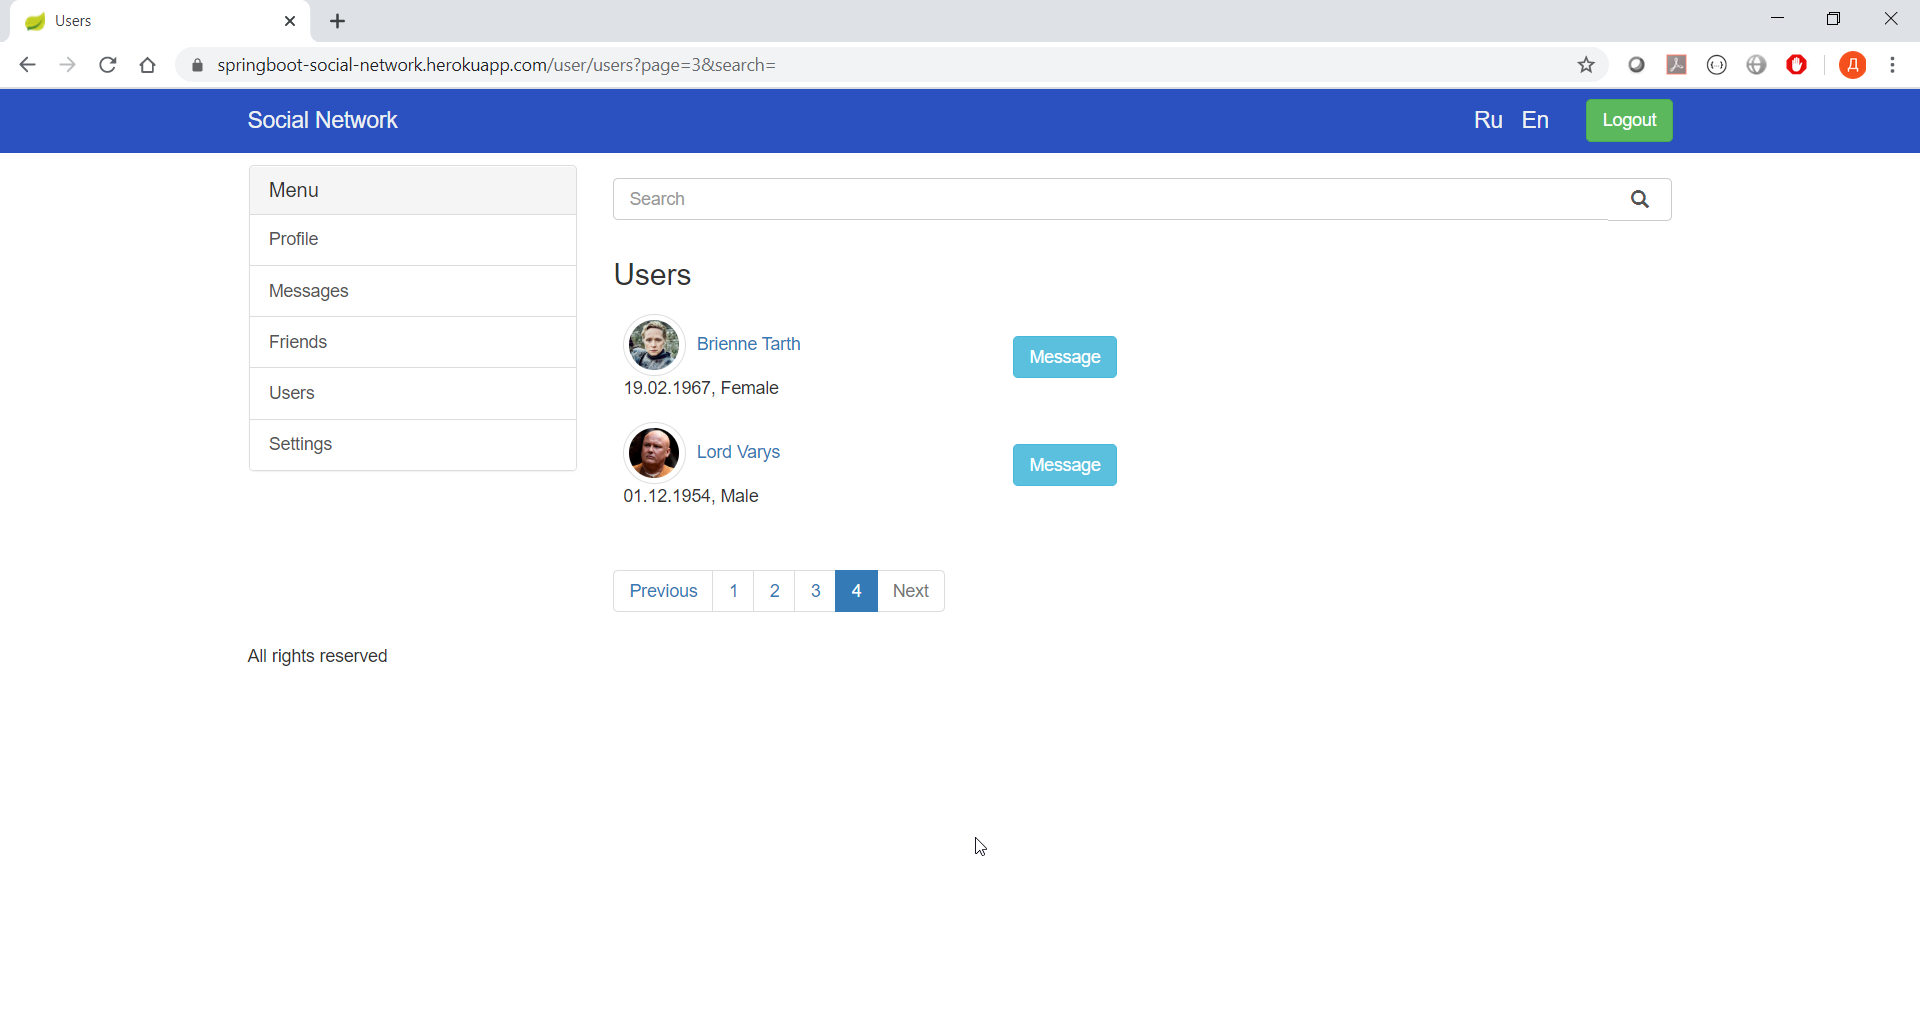 Users
springboot-social-network.herokuapp.com/user/users?page=3&search=
Д
Social Network
Ru En Logout
Menu
Profile
Messages
Friends
Users
Settings
Search
Users
Brienne Tarth
19.02.1967, Female
Message
Lord Varys
01.12.1954, Male
Message
Previous 1 2 3 4 Next
All rights reserved